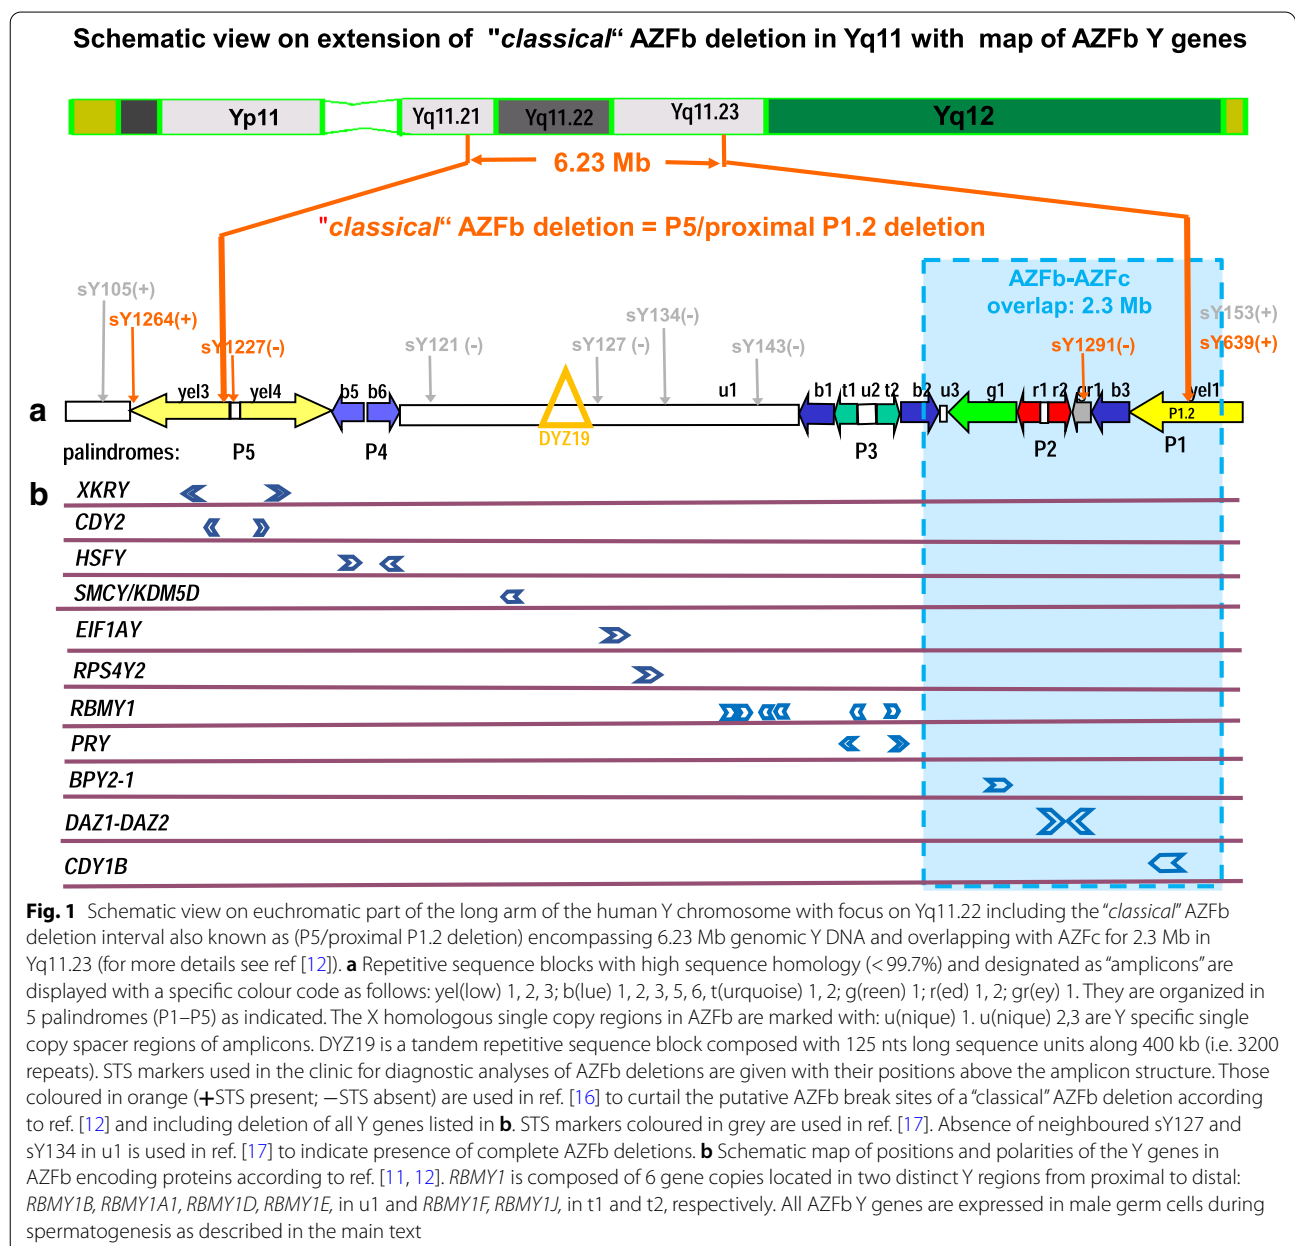 Schematic view on extension of "classical“ AZFb deletion in Yq11 with map of AZFb Y genes
Yp11
Yq11.21
Yq11.22
Yq11.23
Yq12
6.23 Mb
"classical“ AZFb deletion = P5/proximal P1.2 deletion
AZFb-AZFc
overlap: 2.3 Mb
sY105(+)
sY1264(+)
sY1227(-)
sY121 (-)
sY127 (-)
sY134(-)
sY143(-)
sY1291(-)
sY153(+)
sY639(+)
a
yel3
yel4
b5
b6
u1
b1
t1
u2
t2
b2
u3
g1
r1
r2
gr1
b3
yel1
P1.2
DYZ19
palindromes:
P5
P4
P3
P2
P1
b
XKRY
CDY2
HSFY
SMCY/KDM5D
EIF1AY
RPS4Y2
RBMY1
PRY
BPY2-1
DAZ1-DAZ2
CDY1B
Fig. 1 Schematic view on euchromatic part of the long arm of the human Y chromosome with focus on Yq11.22 including the “classical” AZFb
deletion interval also known as (P5/proximal P1.2 deletion) encompassing 6.23 Mb genomic Y DNA and overlapping with AZFc for 2.3 Mb in
Yq11.23 (for more details see ref [12]). a Repetitive sequence blocks with high sequence homology (< 99.7%) and designated as “amplicons” are
displayed with a specific colour code as follows: yel(low) 1, 2, 3; b(lue) 1, 2, 3, 5, 6, t(urquoise) 1, 2; g(reen) 1; r(ed) 1, 2; gr(ey) 1. They are organized in
5 palindromes (P1–P5) as indicated. The X homologous single copy regions in AZFb are marked with: u(nique) 1. u(nique) 2,3 are Y specific single
copy spacer regions of amplicons. DYZ19 is a tandem repetitive sequence block composed with 125 nts long sequence units along 400 kb (i.e. 3200
repeats). STS markers used in the clinic for diagnostic analyses of AZFb deletions are given with their positions above the amplicon structure. Those
coloured in orange (+STS present; −STS absent) are used in ref. [16] to curtail the putative AZFb break sites of a “classical” AZFb deletion according
to ref. [12] and including deletion of all Y genes listed in b. STS markers coloured in grey are used in ref. [17]. Absence of neighboured sY127 and
sY134 in u1 is used in ref. [17] to indicate presence of complete AZFb deletions. b Schematic map of positions and polarities of the Y genes in
AZFb encoding proteins according to ref. [11, 12]. RBMY1 is composed of 6 gene copies located in two distinct Y regions from proximal to distal:
RBMY1B, RBMY1A1, RBMY1D, RBMY1E, in u1 and RBMY1F, RBMY1J, in t1 and t2, respectively. All AZFb Y genes are expressed in male germ cells during
spermatogenesis as described in the main text